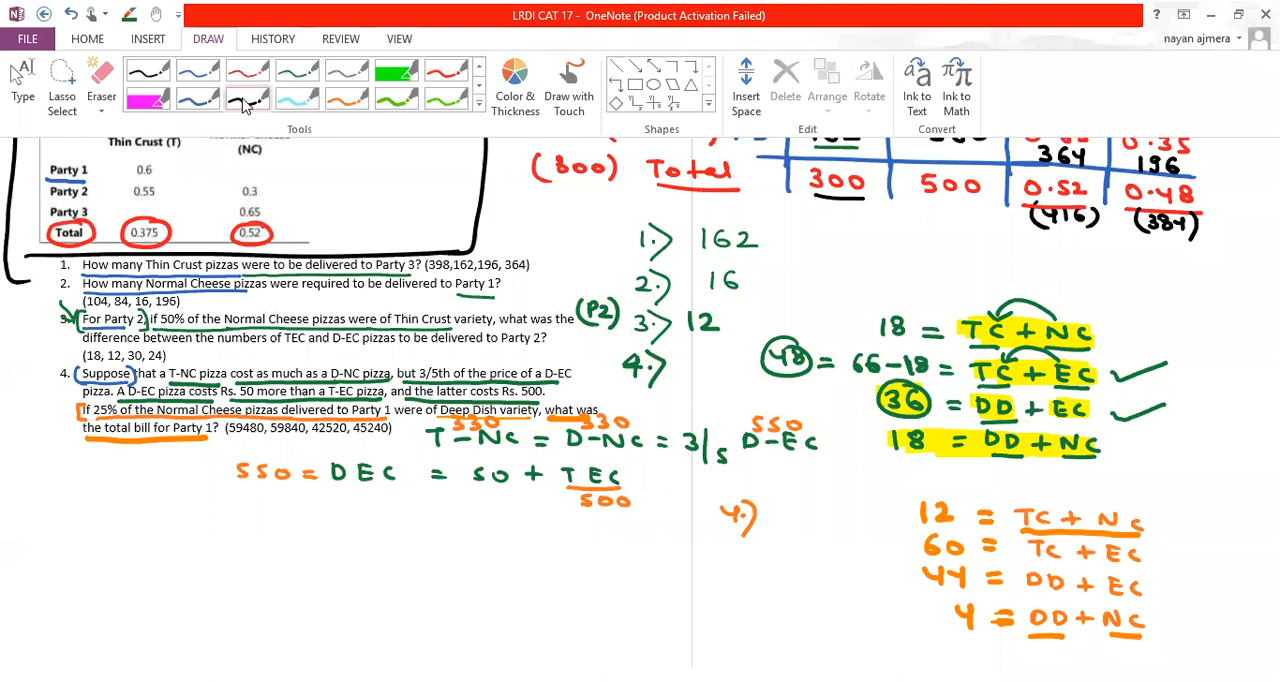 LRDI CAT 17 - OneNote (Product Activation Failed)
FILE HOME INSERT DRAW HISTORY REVIEW VIEW
nayan ajmera
Type Lasso Select Eraser
Color & Thickness Draw with Touch
Insert Space Delete Arrange Rotate
Ink to Text Ink to Math
Tools Shapes Edit Convert
Thin Crust (T)
(NC)
Party 1 0.6
Party 2 0.55 0.3
Party 3 0.65
Total 0.375 0.52
0.35
364 196
(800) Total 300 500 0.52 0.48
(416) (384)
1. How many Thin Crust pizzas were to be delivered to Party 3? (398,162,196, 364)
2. How many Normal Cheese pizzas were required to be delivered to Party 1?
(104, 84, 16, 196)
3. For Party 2, if 50% of the Normal Cheese pizzas were of Thin Crust variety, what was the
difference between the numbers of TEC and D-EC pizzas to be delivered to Party 2?
(18, 12, 30, 24)
4. Suppose that a T-NC pizza cost as much as a D-NC pizza, but 3/5th of the price of a D-EC
pizza. A D-EC pizza costs Rs. 50 more than a T-EC pizza, and the latter costs Rs. 500.
If 25% of the Normal Cheese pizzas delivered to Party 1 were of Deep Dish variety, what was
the total bill for Party 1? (59480, 59840, 42520, 45240)
1.> 162
2.> 16
(P2) 3.> 12
4.>
18 = TC + NC
48 = 66-18 = TC + EC
36 = DD + EC
18 = DD + NC
330 330 550
T-NC = D-NC = 3/5 D-EC
550 = DEC = 50 + TEC
500
4.)
12 = TC + NC
60 = TC + EC
44 = DD + EC
4 = DD + NC